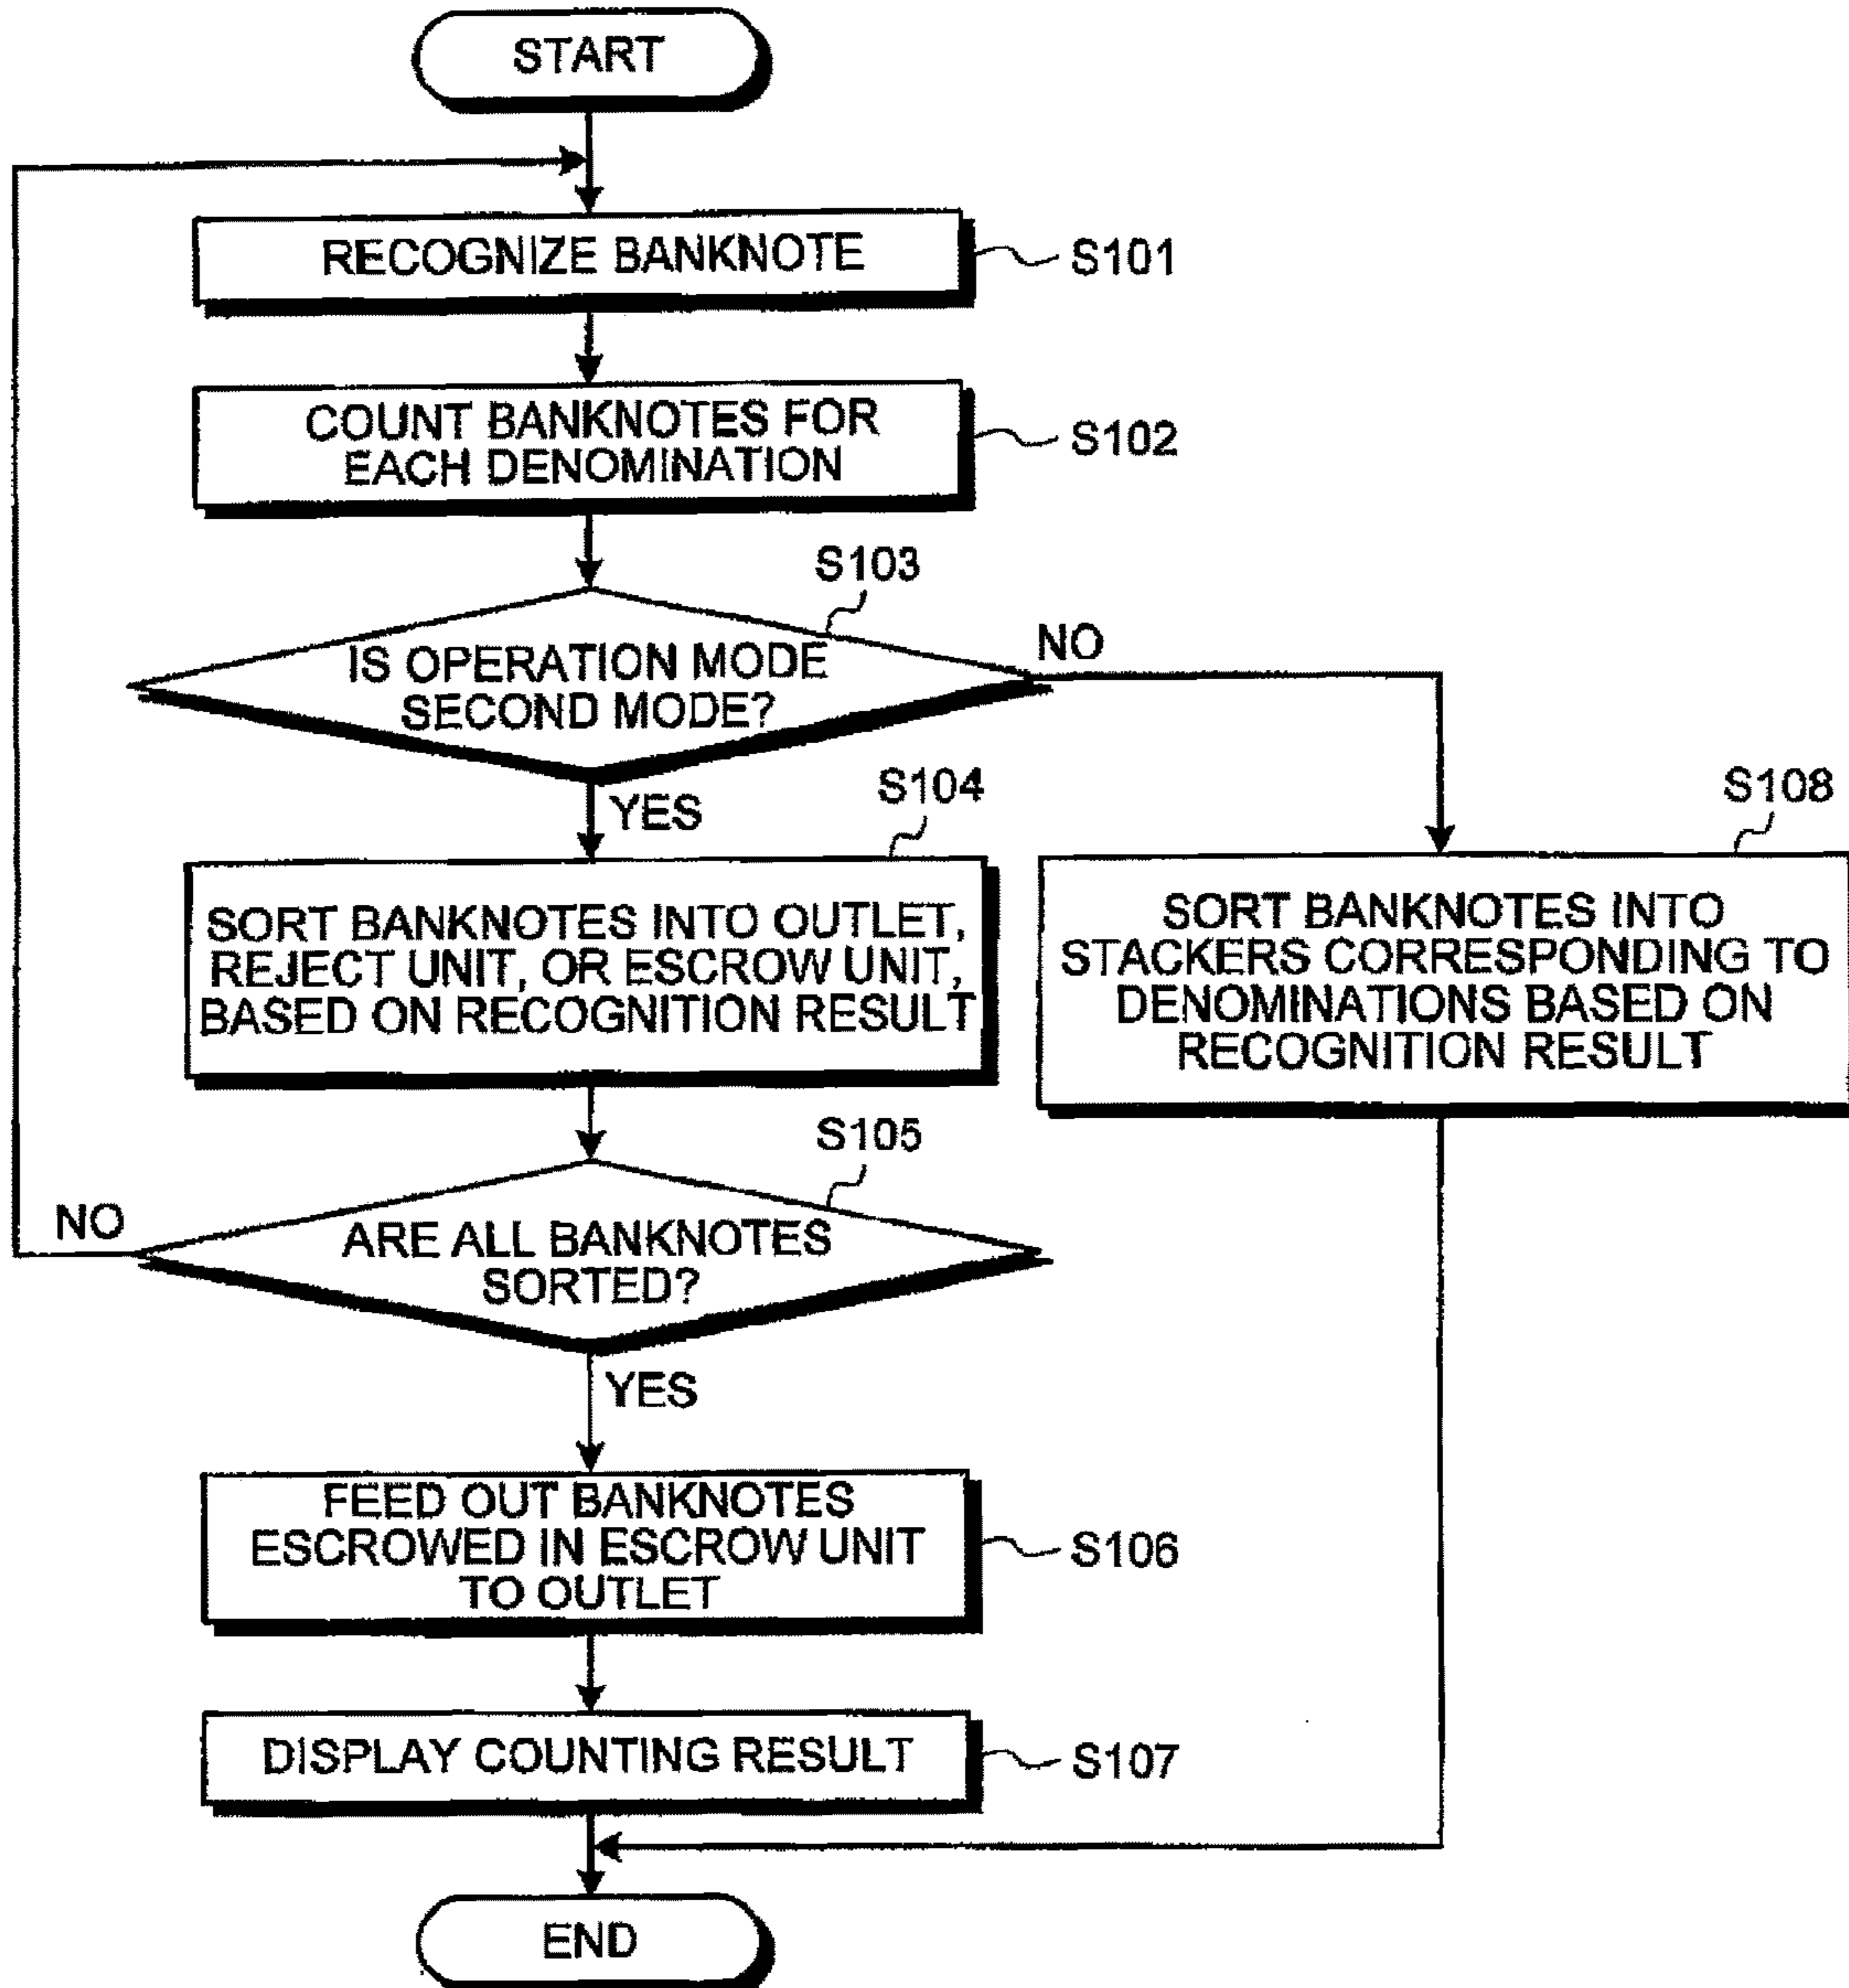 START
RECOGNIZE BANKNOTE
S101
COUNT BANKNOTES FOR
EACH DENOMINATION
S102
S103
IS OPERATION MODE
SECOND MODE?
NO
YES
S104
SORT BANKNOTES INTO OUTLET,
REJECT UNIT, OR ESCROW UNIT,
BASED ON RECOGNITION RESULT
S108
SORT BANKNOTES INTO
STACKERS CORRESPONDING TO
DENOMINATIONS BASED ON
RECOGNITION RESULT
S105
NO
ARE ALL BANKNOTES
SORTED?
YES
FEED OUT BANKNOTES
ESCROWED IN ESCROW UNIT
TO OUTLET
S106
DISPLAY COUNTING RESULT
S107
END